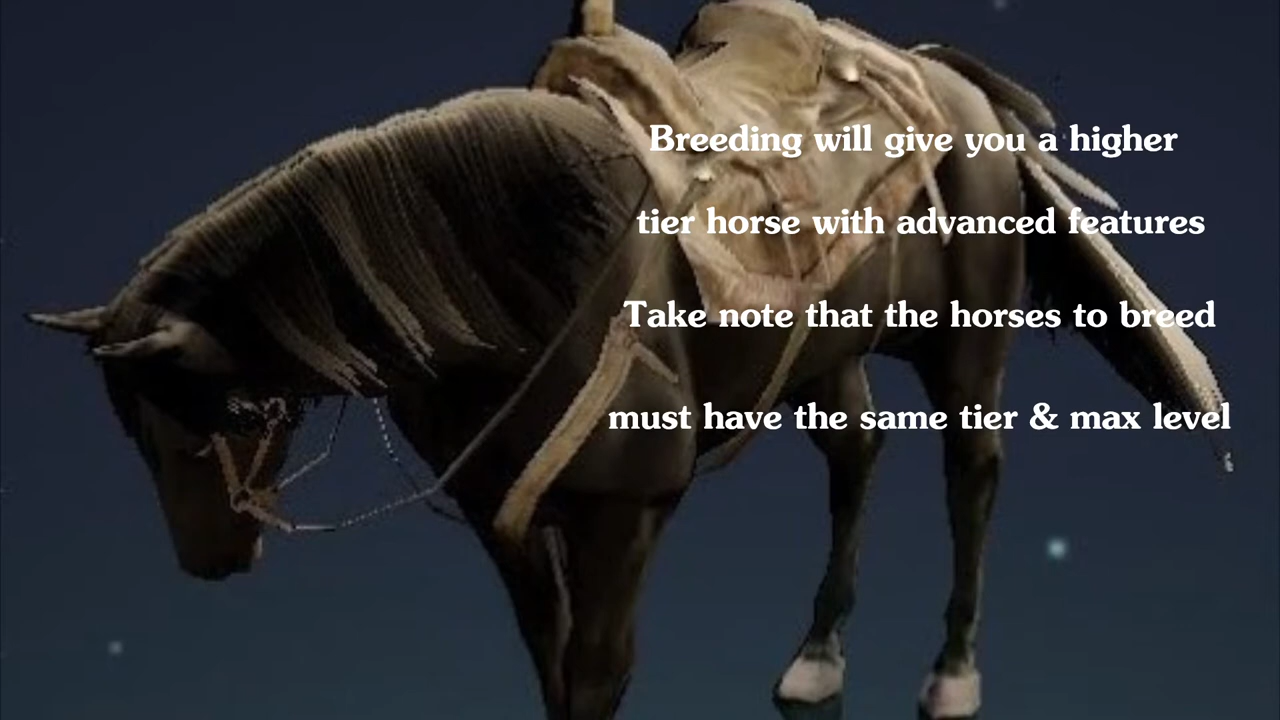 Breeding will give you a higher
tier horse with advanced features
Take note that the horses to breed
must have the same tier & max level